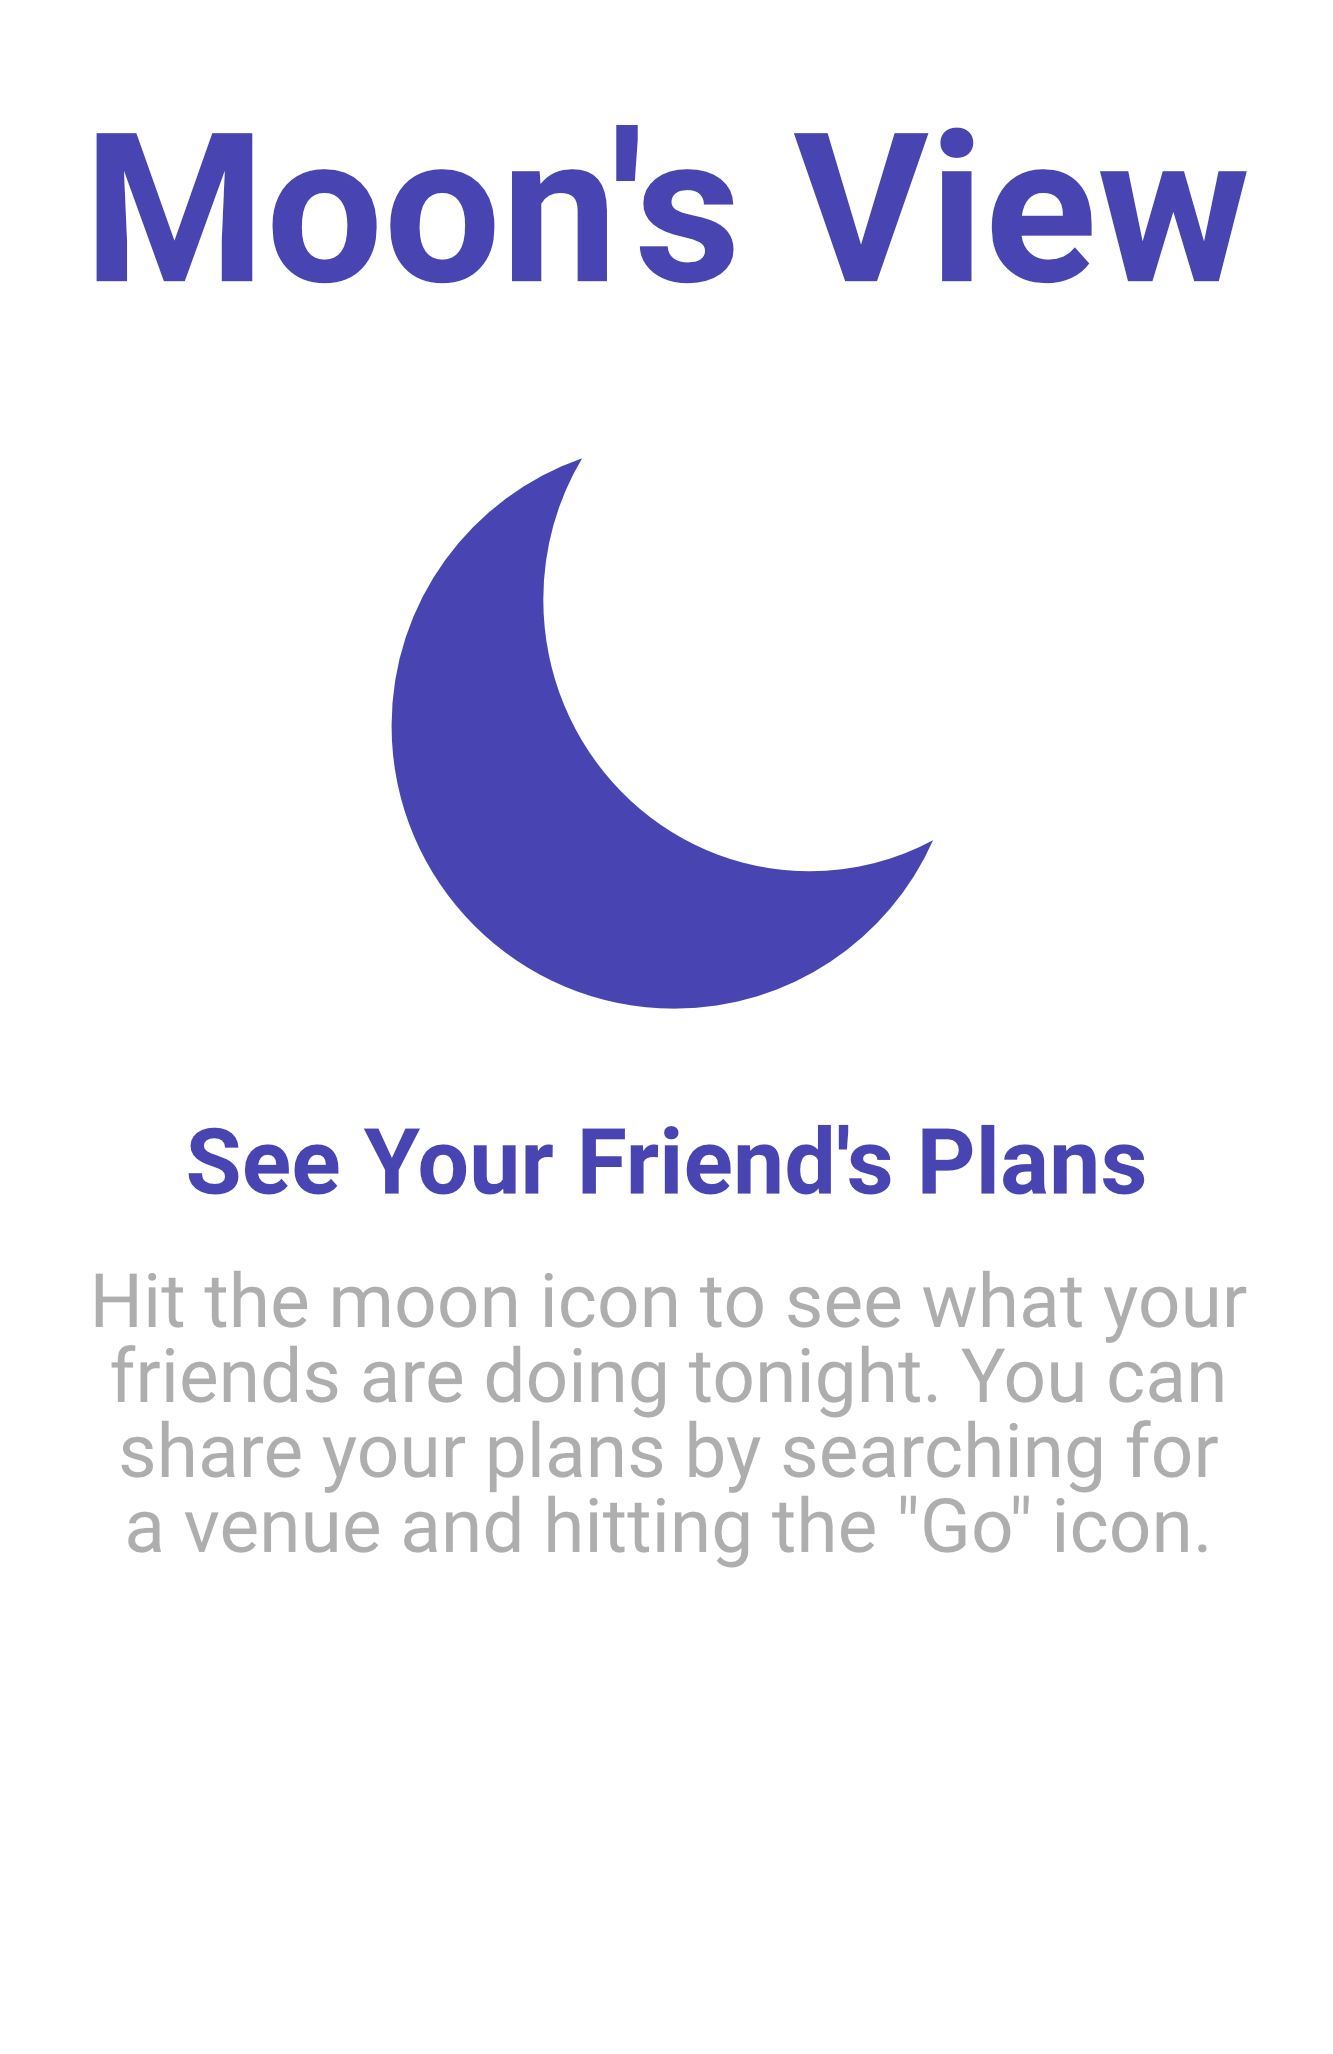 Moon's View
See Your Friend's Plans
Hit the moon icon to see what your
friends are doing tonight. You can
share your plans by searching for
a venue and hitting the "Go" icon.